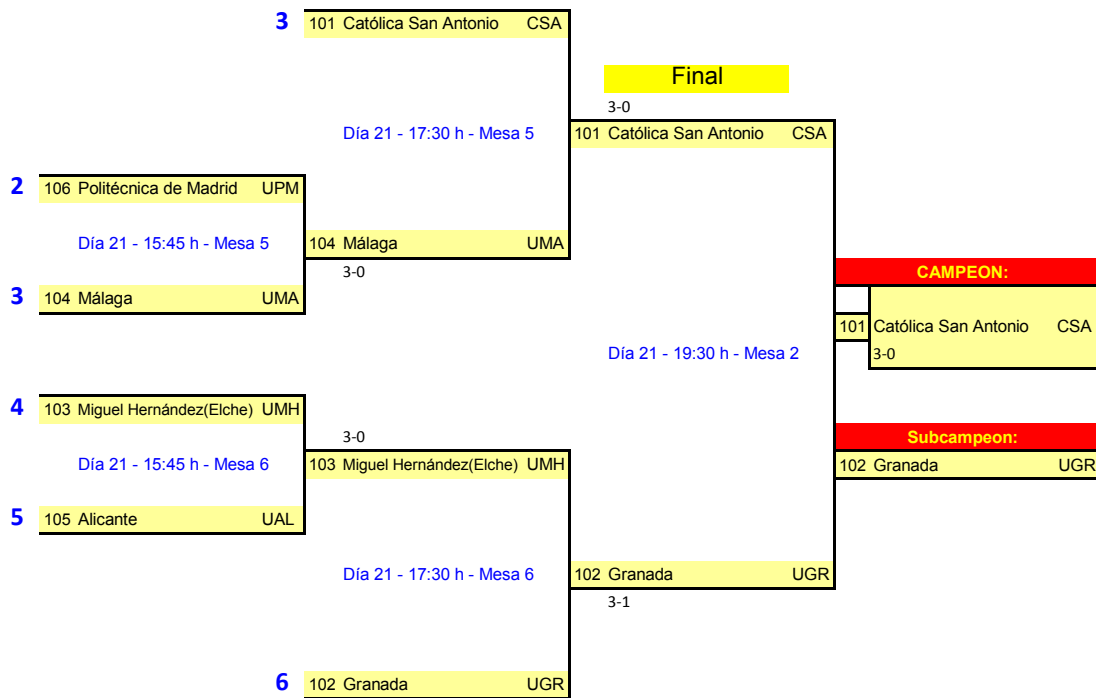 3 101 Católica San Antonio CSA
Final
3-0
Día 21 - 17:30 h - Mesa 5
101 Católica San Antonio CSA
2 106 Politécnica de Madrid UPM
Día 21 - 15:45 h - Mesa 5
104 Málaga UMA
3-0
3 104 Málaga UMA
CAMPEON:
101 Católica San Antonio CSA
3-0
Día 21 - 19:30 h - Mesa 2
4 103 Miguel Hernández(Elche) UMH
3-0
Día 21 - 15:45 h - Mesa 6
103 Miguel Hernández(Elche) UMH
Subcampeon:
102 Granada UGR
5 105 Alicante UAL
Día 21 - 17:30 h - Mesa 6
102 Granada UGR
3-1
6 102 Granada UGR